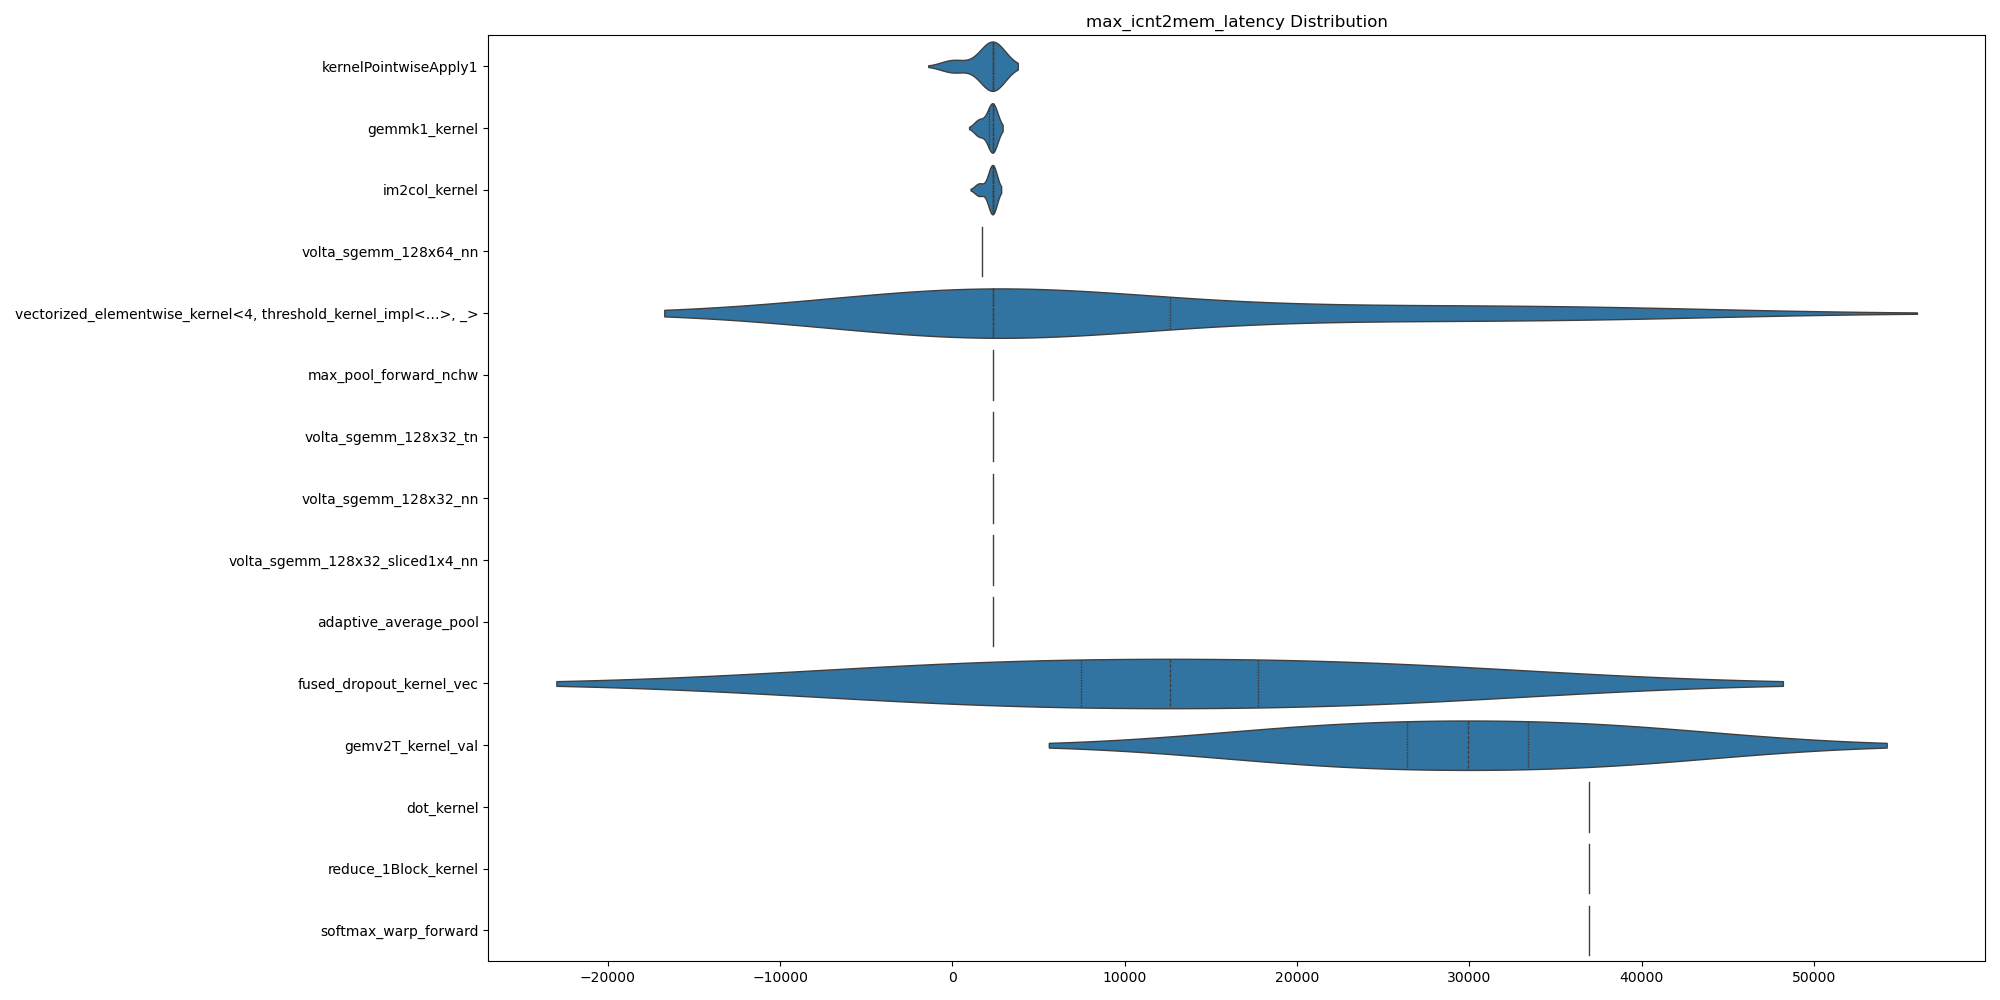 max_icnt2mem_latency Distribution
kernelPointwiseApply1
gemmk1_kernel
im2col_kernel
volta_sgemm_128x64_nn
vectorized_elementwise_kernel<4, threshold_kernel_impl<...>, _>
max_pool_forward_nchw
volta_sgemm_128x32_tn
volta_sgemm_128x32_nn
volta_sgemm_128x32_sliced1x4_nn
adaptive_average_pool
fused_dropout_kernel_vec
gemv2T_kernel_val
dot_kernel
reduce_1Block_kernel
softmax_warp_forward
−20000 −10000 0 10000 20000 30000 40000 50000